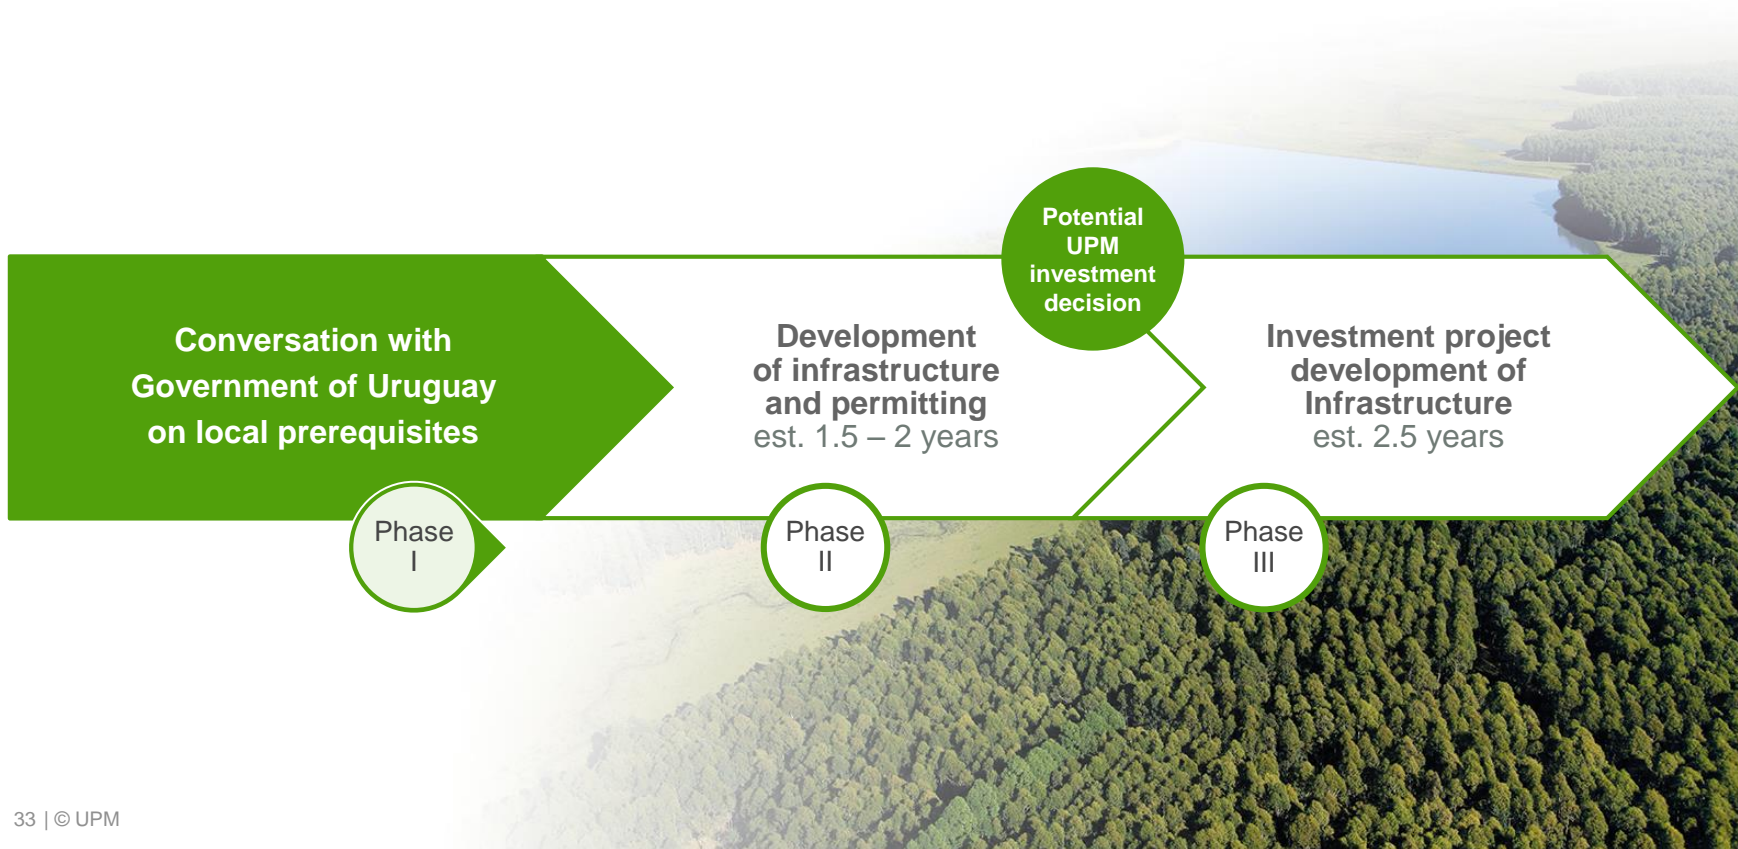 Potential
UPM
investment
decision
Conversation with
Government of Uruguay
on local prerequisites
Development
of infrastructure
and permitting
est. 1.5 – 2 years
Investment project
development of
Infrastructure
est. 2.5 years
Phase
I
Phase
II
Phase
III
33 | © UPM